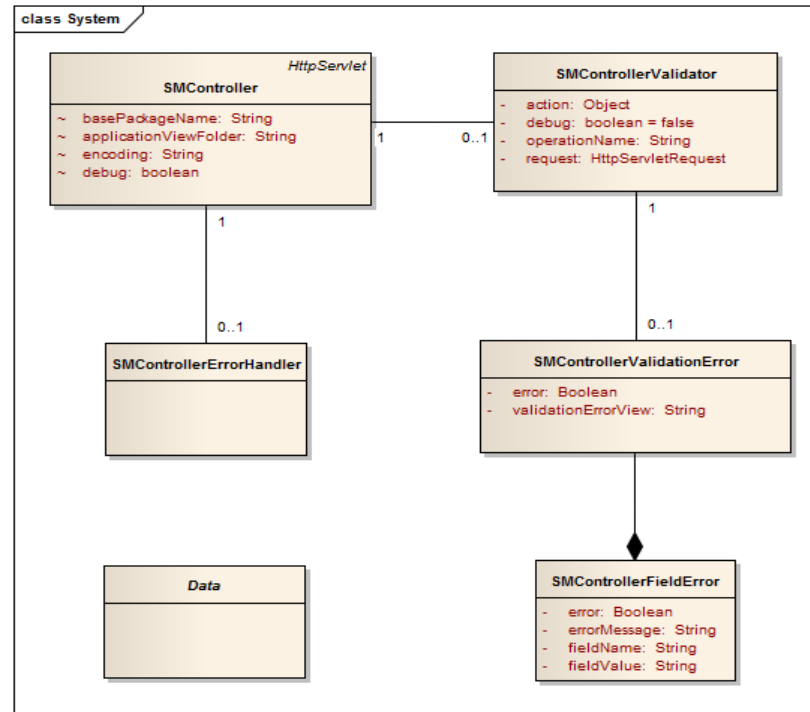 class System
HttpServlet
SMController
~ basePackageName: String
~ applicationViewFolder: String
~ encoding: String
~ debug: boolean
1
0..1
SMControllerValidator
- action: Object
- debug: boolean = false
- operationName: String
- request: HttpServletRequest
1
0..1
1
0..1
SMControllerErrorHandler
SMControllerValidationError
- error: Boolean
- validationErrorView: String
Data
SMControllerFieldError
- error: Boolean
- errorMessage: String
- fieldName: String
- fieldValue: String